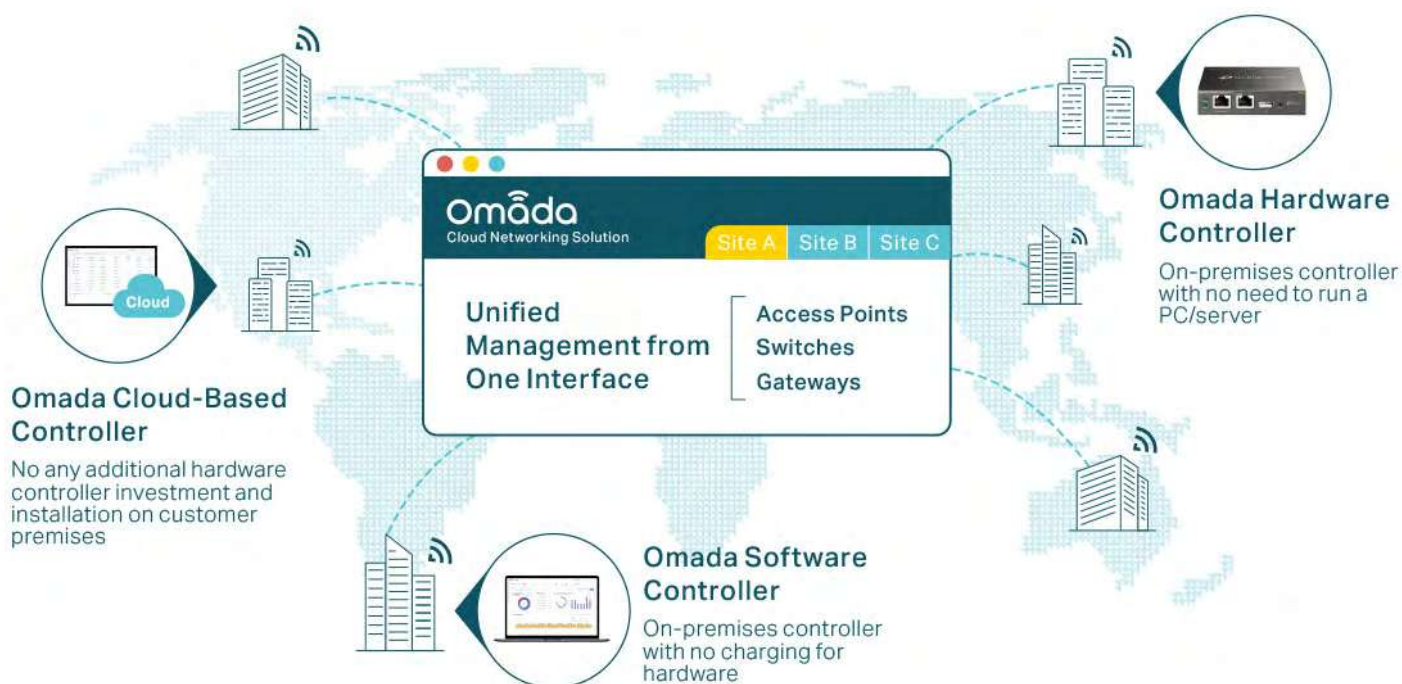 Omada
Cloud Networking Solution
Site A
Site B
Site C
Unified
Management from
One Interface
Access Points
Switches
Gateways
Omada Hardware
Controller
On-premises controller
with no need to run a
PC/server
Cloud
Omada Cloud-Based
Controller
No any additional hardware
controller investment and
installation on customer
premises
Omada Software
Controller
On-premises controller
with no charging for
hardware